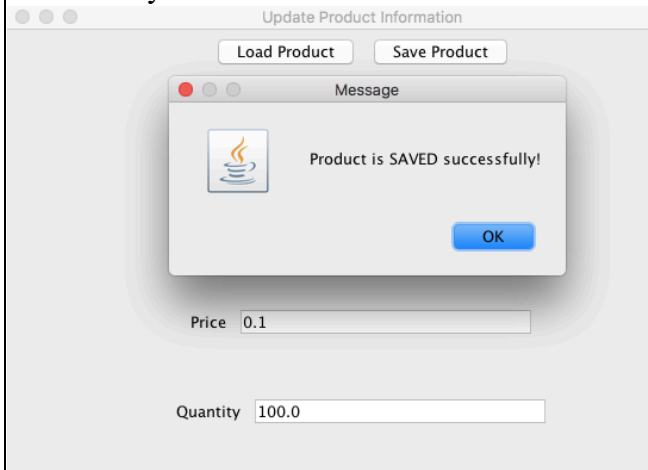 Update Product Information
Load Product Save Product
Message
Product is SAVED successfully!
OK
Price 0.1
Quantity 100.0